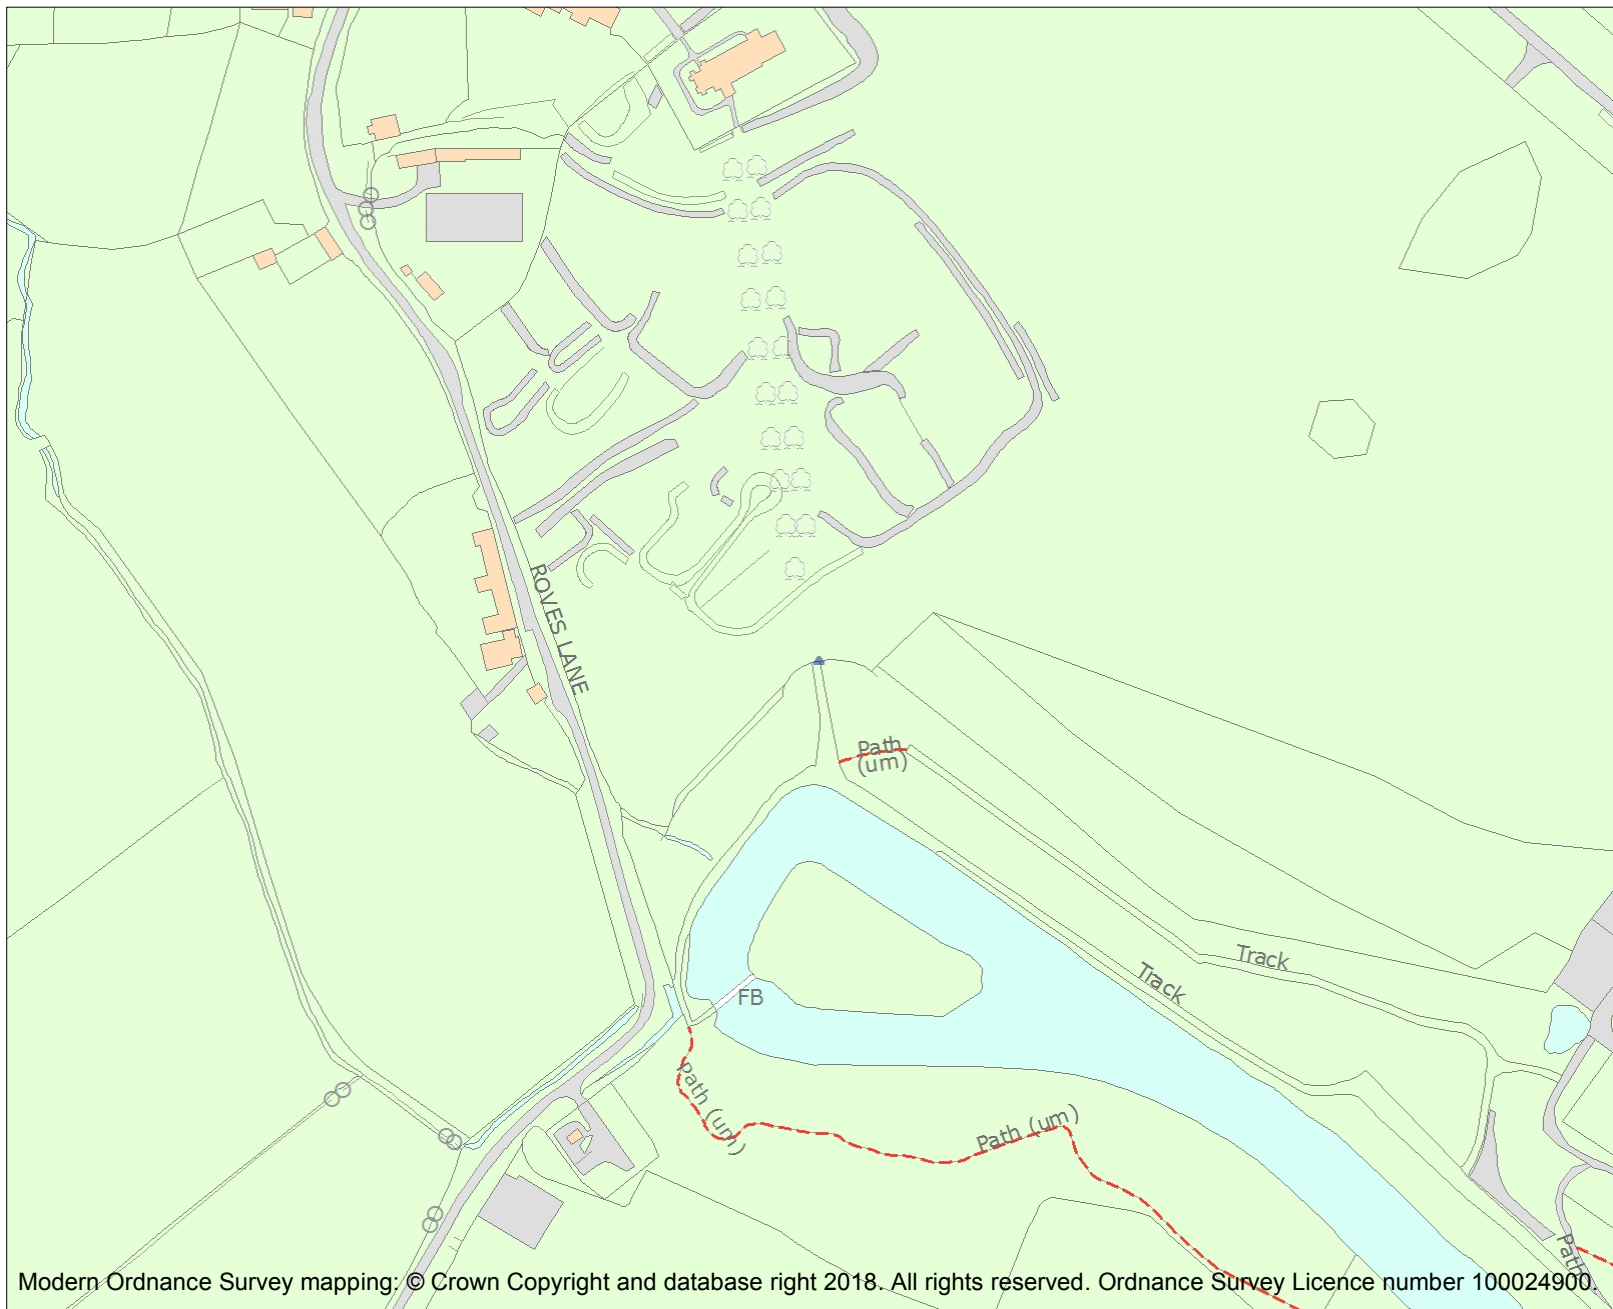 ROVES LANE
Path
(um)
Track
Track
FB
Path (um)
Path (um)
Path
Modern Ordnance Survey mapping: © Crown Copyright and database right 2018. All rights reserved. Ordnance Survey Licence number 100024900.